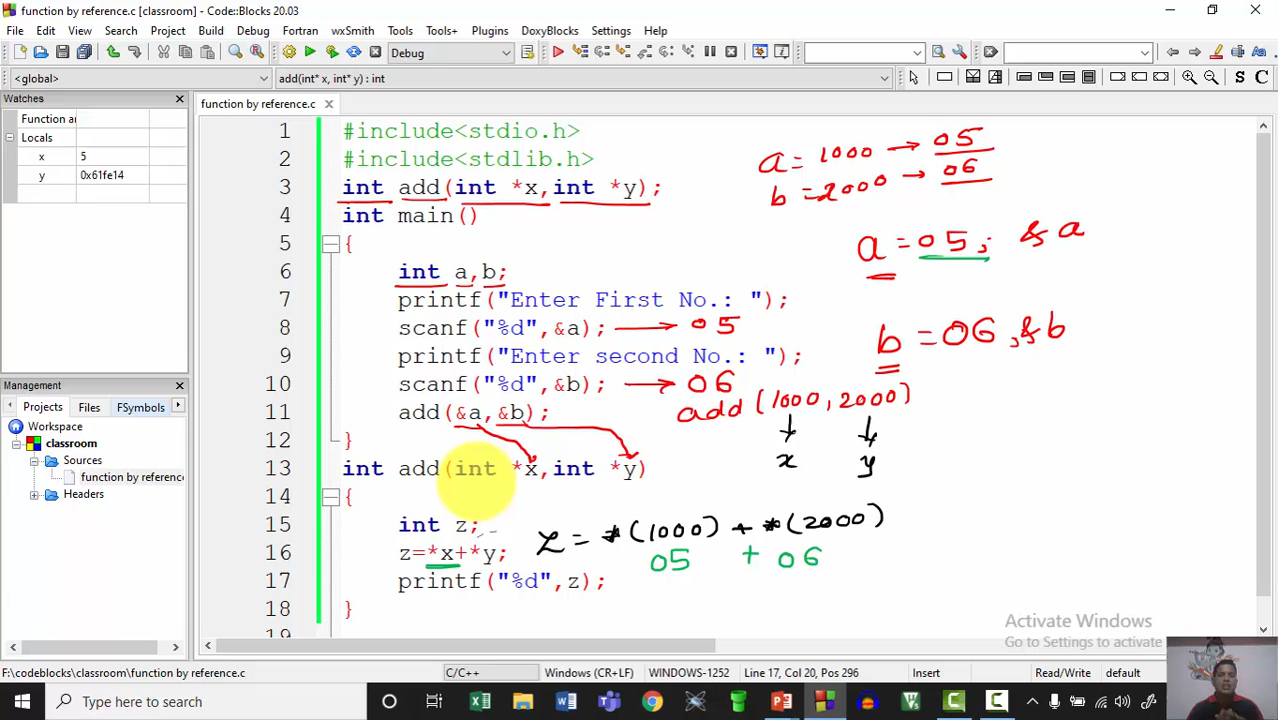 function by reference.c [classroom] - Code::Blocks 20.03
File Edit View Search Project Build Debug Fortran wxSmith Tools Tools+ Plugins DoxyBlocks Settings Help
Debug
<global>
add(int* x, int* y) : int
S C
Watches
Function ar
Locals
x 5
y 0x61fe14
Management
Projects Files FSymbols
Workspace
classroom
Sources
function by reference
Headers
function by reference.c
1 #include<stdio.h>
2 #include<stdlib.h>
3 int add(int *x,int *y);
4 int main()
5 {
6 int a,b;
7 printf("Enter First No.: ");
8 scanf("%d",&a); → 05
9 printf("Enter second No.: ");
10 scanf("%d",&b); → 06
11 add(&a,&b);
12 }
13 int add(int *x,int *y)
14 {
15 int z;
16 z=*x+*y;
17 printf("%d",z);
18 }
19
a = 1000 → 05
b = 2000 → 06
a = 05; &a
b = 06, &b
add (1000, 2000)
x y
Z = *(1000) + *(2000)
05 + 06
Activate Windows
Go to Settings to activate
F:\codeblocks\classroom\function by reference.c C/C++ Windows (CR+LF) WINDOWS-1252 Line 17, Col 20, Pos 296 Insert Read/Write default
Type here to search